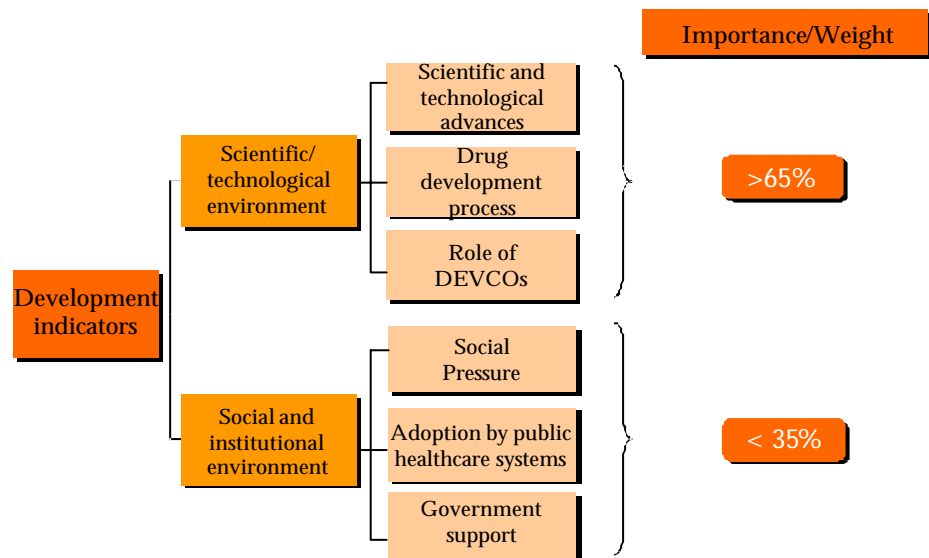 Importance/Weight
Scientific and
technological
advances
Scientific/
technological
environment
Drug
development
process
>65%
Role of
DEVCOs
Development
indicators
Social
Pressure
Social and
institutional
environment
Adoption by public
healthcare systems
< 35%
Government
support